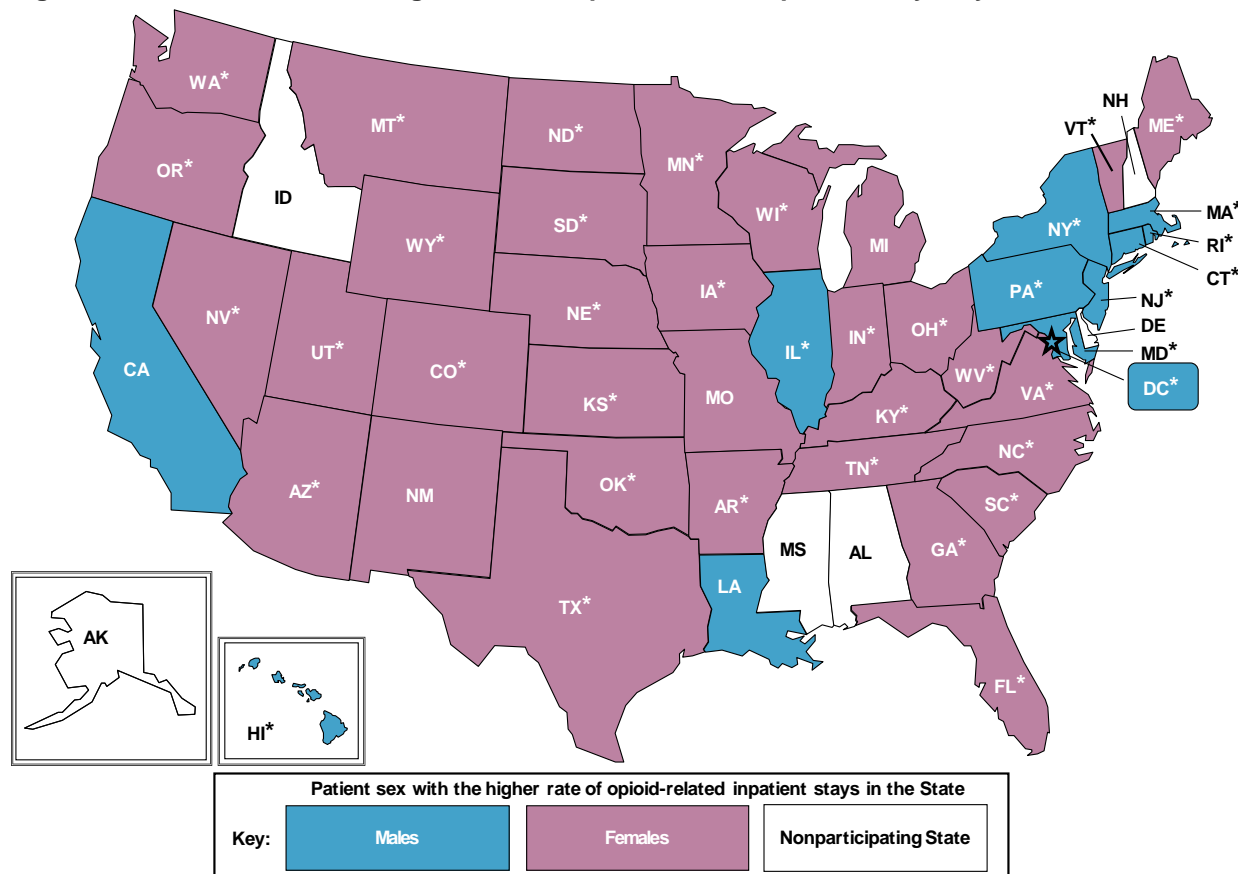 WA*
MT*
ND*
MN*
NH
VT*
ME*
OR*
ID
SD*
WI*
MI
NY*
MA*
RI*
CT*
WY*
IA*
PA*
NJ*
NV*
NE*
IL*
IN*
OH*
DE
MD*
CA
UT*
CO*
KS*
MO
WV*
VA*
DC*
KY*
AZ*
NM
OK*
AR*
TN*
NC*
SC*
MS
AL
GA*
LA
TX*
AK
HI*
FL*
Patient sex with the higher rate of opioid-related inpatient stays in the State
Key:
Males
Females
Nonparticipating State